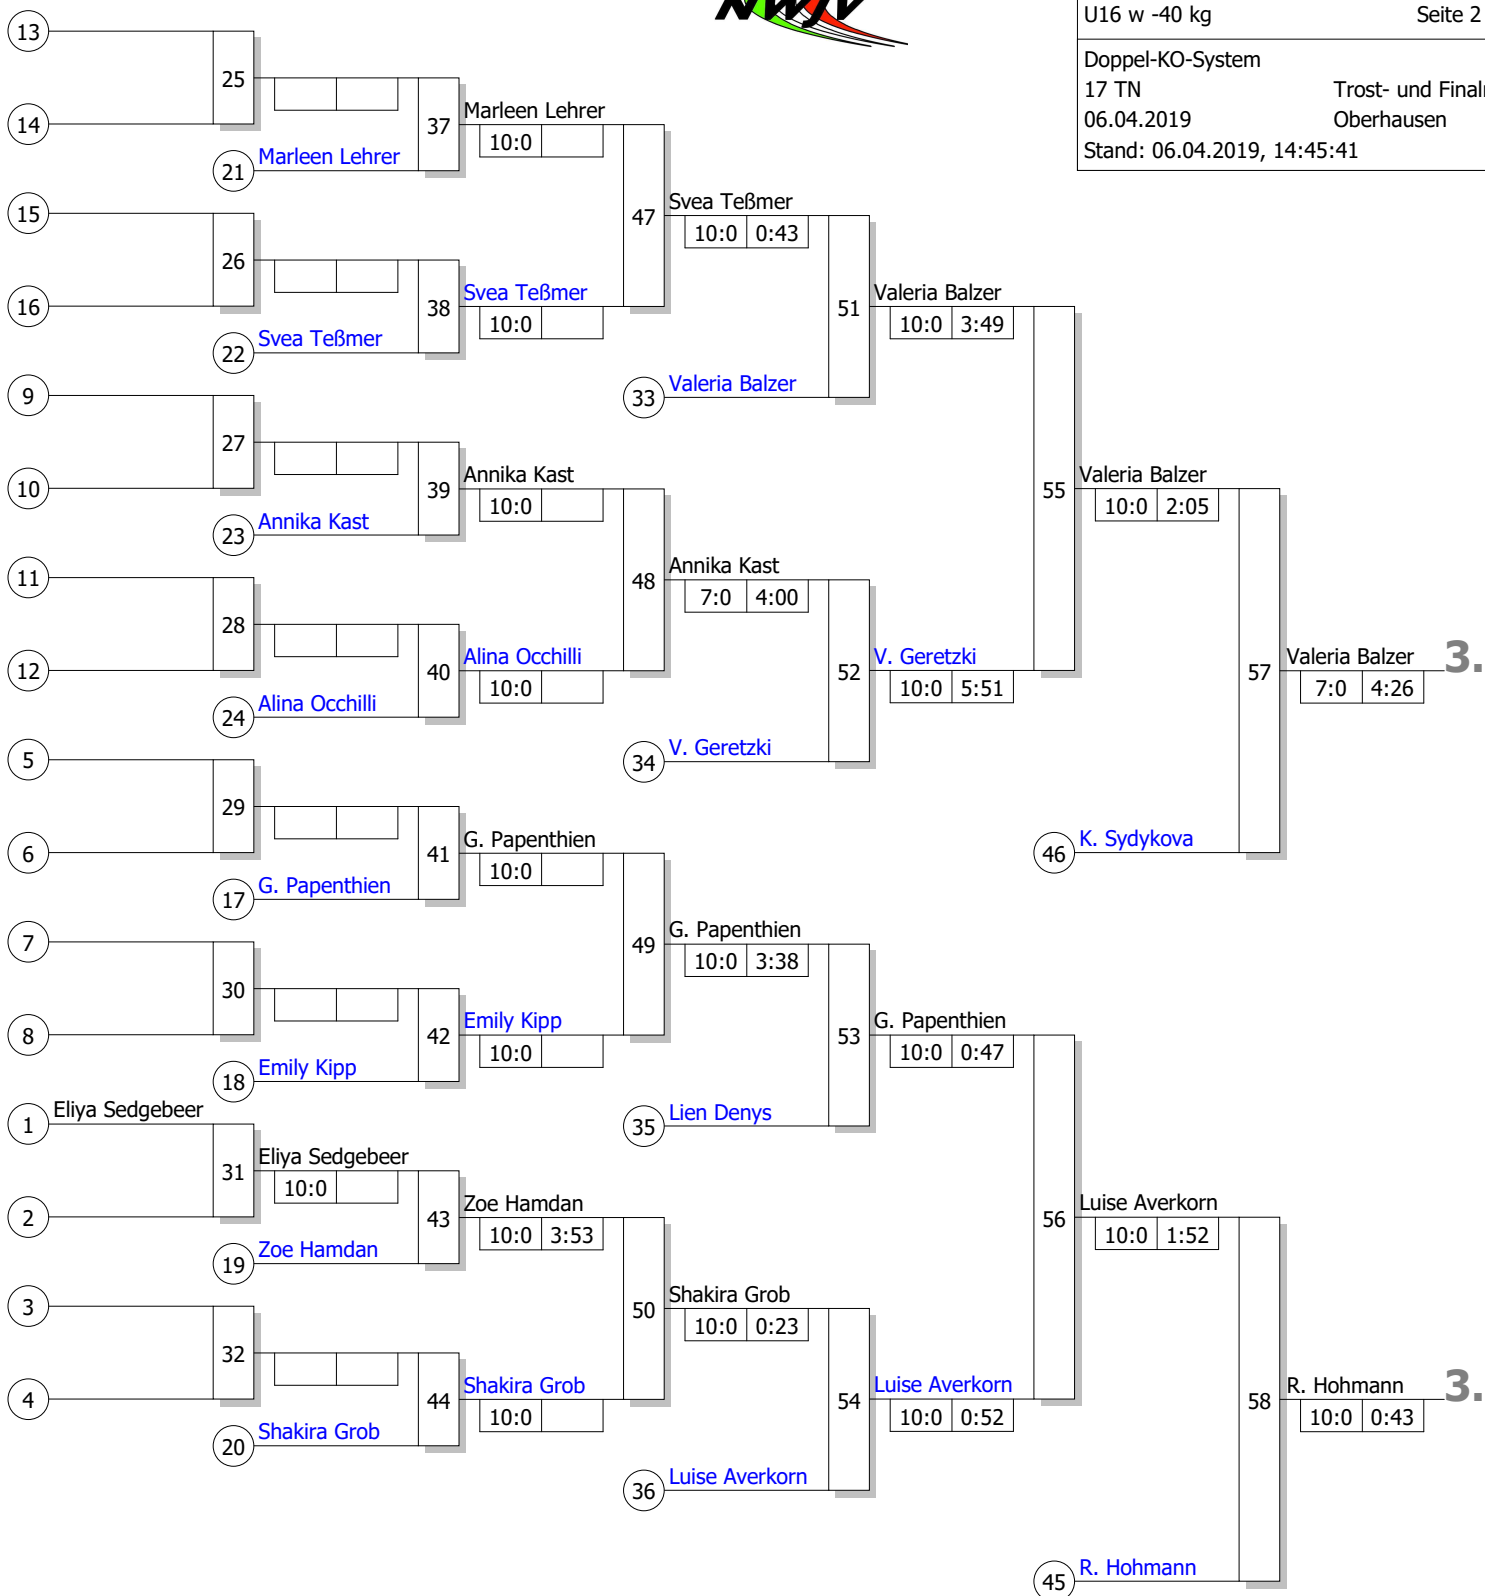 NWJV
U16 w -40 kg Seite 2
Doppel-KO-System
17 TN Trost- und Finalr
06.04.2019 Oberhausen
Stand: 06.04.2019, 14:45:41
13
25
14
37
Marleen Lehrer
10:0
21 Marleen Lehrer
15
26
16
38
Svea Teßmer
10:0
22 Svea Teßmer
47
Svea Teßmer
10:0 0:43
51
Valeria Balzer
10:0 3:49
33 Valeria Balzer
9
27
10
39
Annika Kast
10:0
23 Annika Kast
11
28
12
40
Alina Occhilli
10:0
24 Alina Occhilli
48
Annika Kast
7:0 4:00
52
V. Geretzki
10:0 5:51
34 V. Geretzki
55
Valeria Balzer
10:0 2:05
57
Valeria Balzer 3.
7:0 4:26
46 K. Sydykova
5
29
6
41
G. Papenthien
10:0
17 G. Papenthien
7
30
8
42
Emily Kipp
10:0
18 Emily Kipp
49
G. Papenthien
10:0 3:38
53
G. Papenthien
10:0 0:47
35 Lien Denys
1 Eliya Sedgebeer
31
Eliya Sedgebeer
10:0
2
43
Zoe Hamdan
10:0 3:53
19 Zoe Hamdan
3
32
4
44
Shakira Grob
10:0
20 Shakira Grob
50
Shakira Grob
10:0 0:23
54
Luise Averkorn
10:0 0:52
36 Luise Averkorn
56
Luise Averkorn
10:0 1:52
58
R. Hohmann 3.
10:0 0:43
45 R. Hohmann